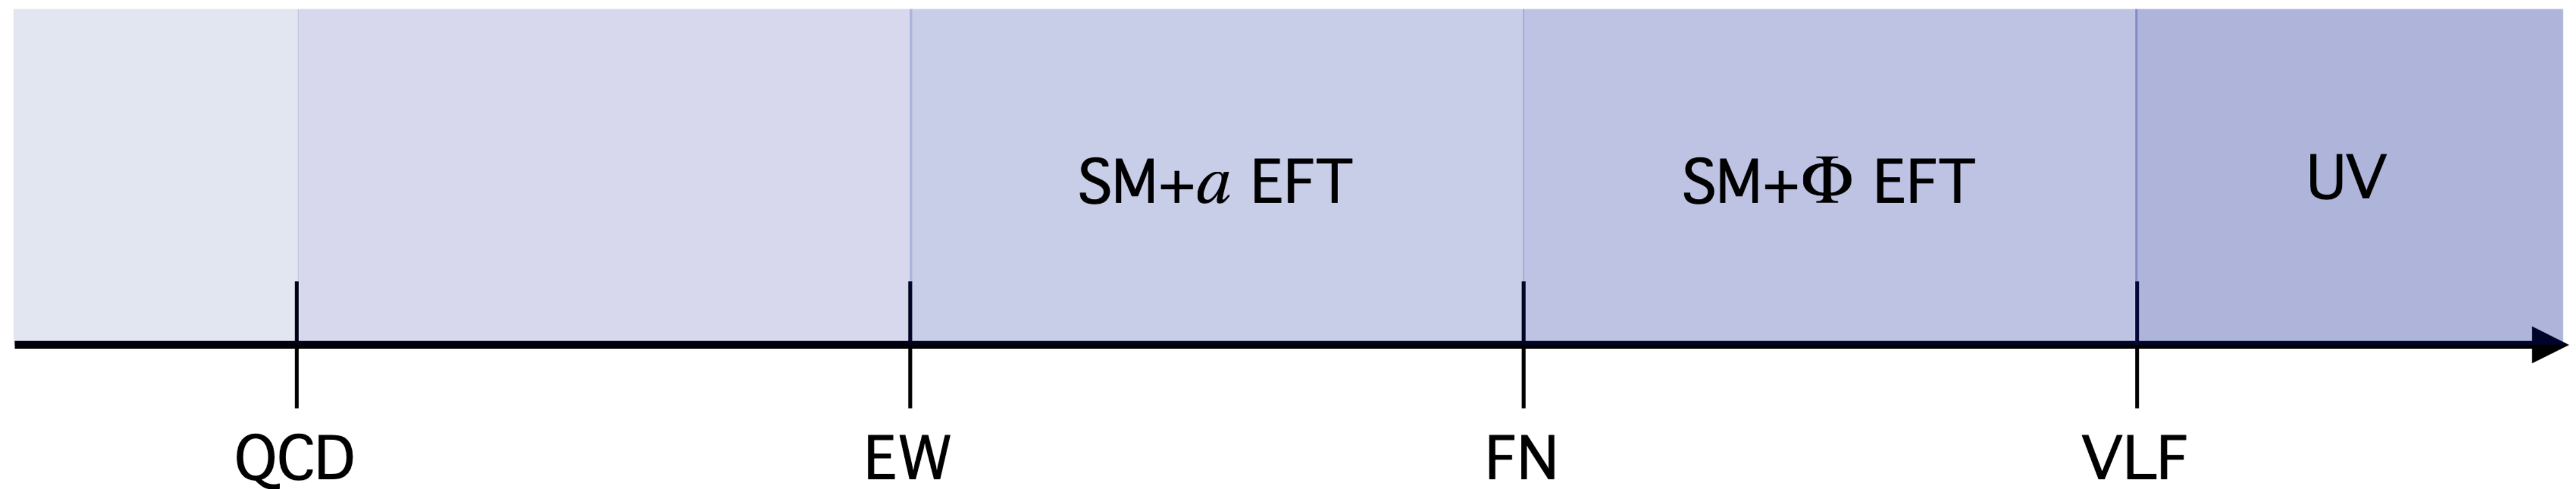 SM+a EFT SM+Φ EFT UV
QCD EW FN VLF